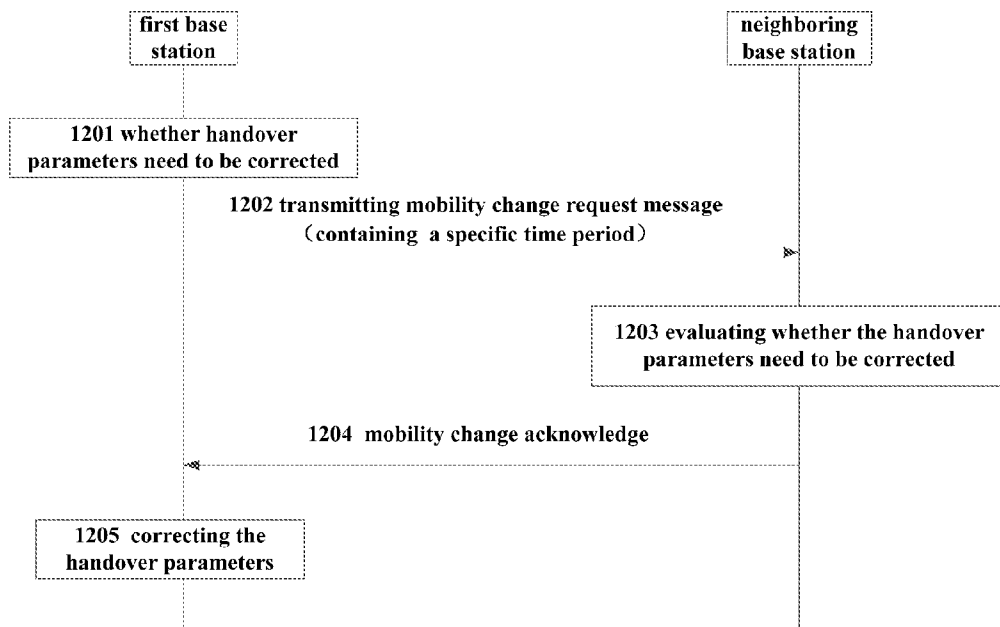 first base
station
neighboring
base station
1201 whether handover
parameters need to be corrected
1202 transmitting mobility change request message
(containing a specific time period)
1203 evaluating whether the handover
parameters need to be corrected
1204 mobility change acknowledge
1205 correcting the
handover parameters